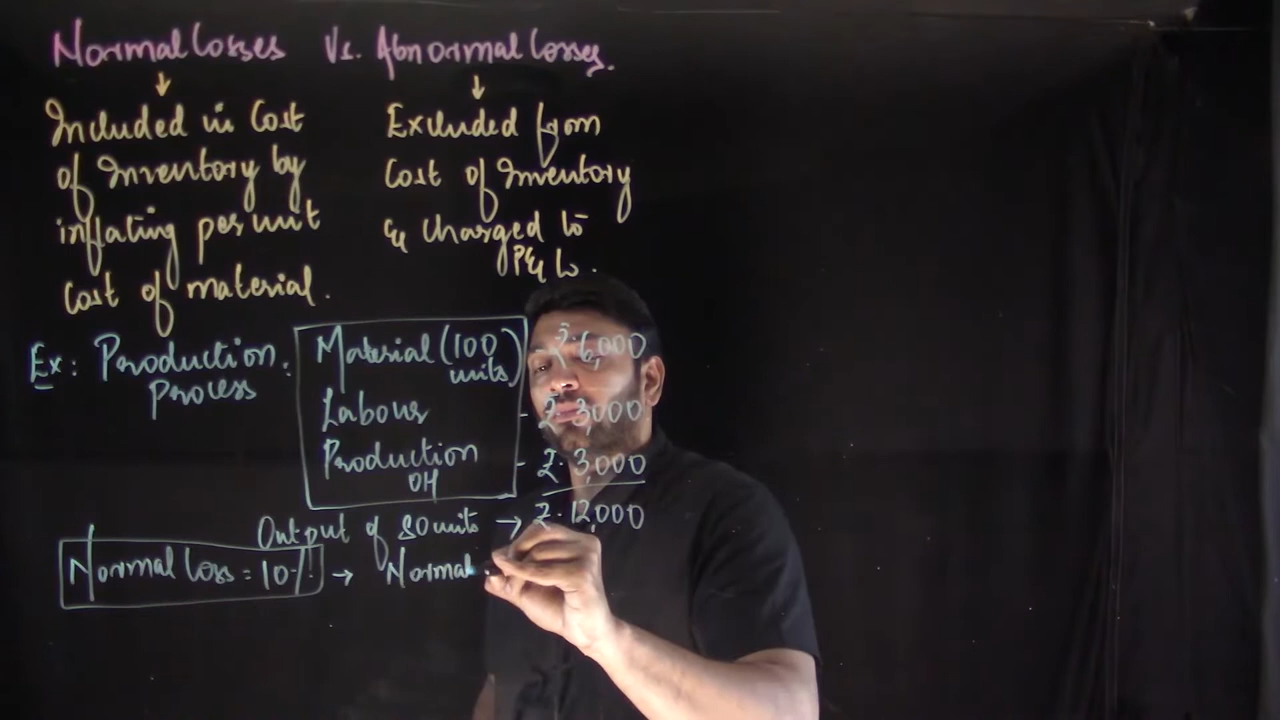 Normal Losses Vs. Abnormal Losses.
↓ ↓
Included in Cost
of Inventory by
inflating per unit
Cost of material.
Excluded from
Cost of Inventory
& Charged to
P&L.
Ex: Production
Process :
Material (100 units) - ₹. 6,000
Labour - ₹. 3,000
Production OH - ₹. 3,000
Output of 80 units → ₹. 12,000
Normal Loss = 10% → Normal